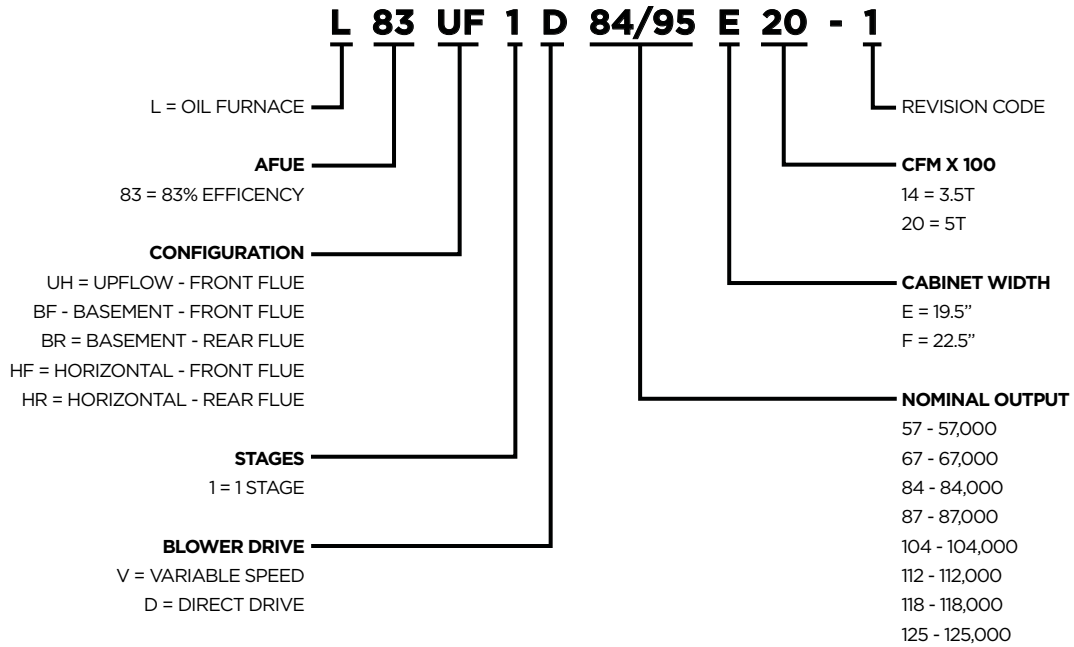 L 83 UF 1 D 84/95 E 20 - 1
L = OIL FURNACE
AFUE
83 = 83% EFFICENCY
CONFIGURATION
UH = UPFLOW - FRONT FLUE
BF - BASEMENT - FRONT FLUE
BR = BASEMENT - REAR FLUE
HF = HORIZONTAL - FRONT FLUE
HR = HORIZONTAL - REAR FLUE
STAGES
1 = 1 STAGE
BLOWER DRIVE
V = VARIABLE SPEED
D = DIRECT DRIVE
REVISION CODE
CFM X 100
14 = 3.5T
20 = 5T
CABINET WIDTH
E = 19.5”
F = 22.5”
NOMINAL OUTPUT
57 - 57,000
67 - 67,000
84 - 84,000
87 - 87,000
104 - 104,000
112 - 112,000
118 - 118,000
125 - 125,000